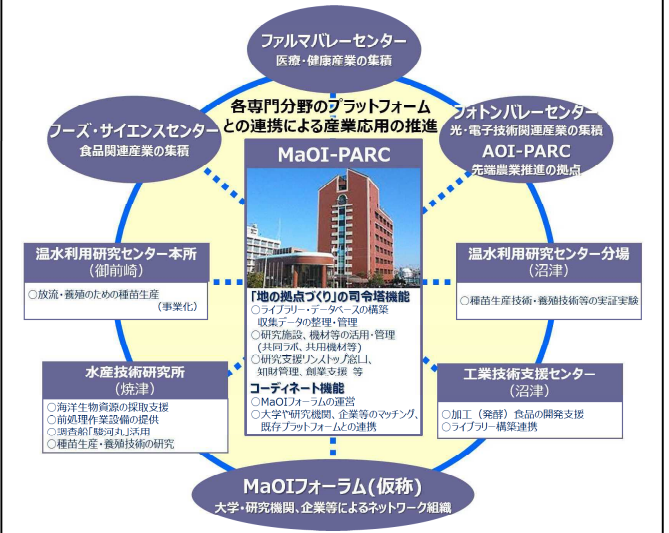 ファルマバレーセンター
医療・健康産業の集積
各専門分野のプラットフォーム
との連携による産業応用の推進
フーズ・サイエンスセンター
食品関連産業の集積
フォトンバレーセンター
光・電子技術関連産業の集積
AOI-PARC
先端農業推進の拠点
MaOI-PARC
温水利用研究センター本所
（御前崎）
○放流・養殖のための種苗生産
（事業化）
温水利用研究センター分場
（沼津）
○種苗生産技術・養殖技術等の実証実験
「地の拠点づくり」の司令塔機能
○ライブラリー・データベースの構築
収集データの整理・管理
○研究施設、機材等の活用・管理
（共同ラボ、共用機材等）
○研究支援ワンストップ窓口、
知財管理、創業支援 等
コーディネート機能
○MaOIフォーラムの運営
○大学や研究機関、企業等のマッチング、
既存プラットフォームとの連携
水産技術研究所
（焼津）
○海洋生物資源の採取支援
○前処理作業設備の提供
○調査船「駿河丸」活用
○種苗生産・養殖技術の研究
工業技術支援センター
（沼津）
○加工（発酵）食品の開発支援
○ライブラリー構築連携
MaOIフォーラム(仮称)
大学・研究機関、企業等によるネットワーク組織